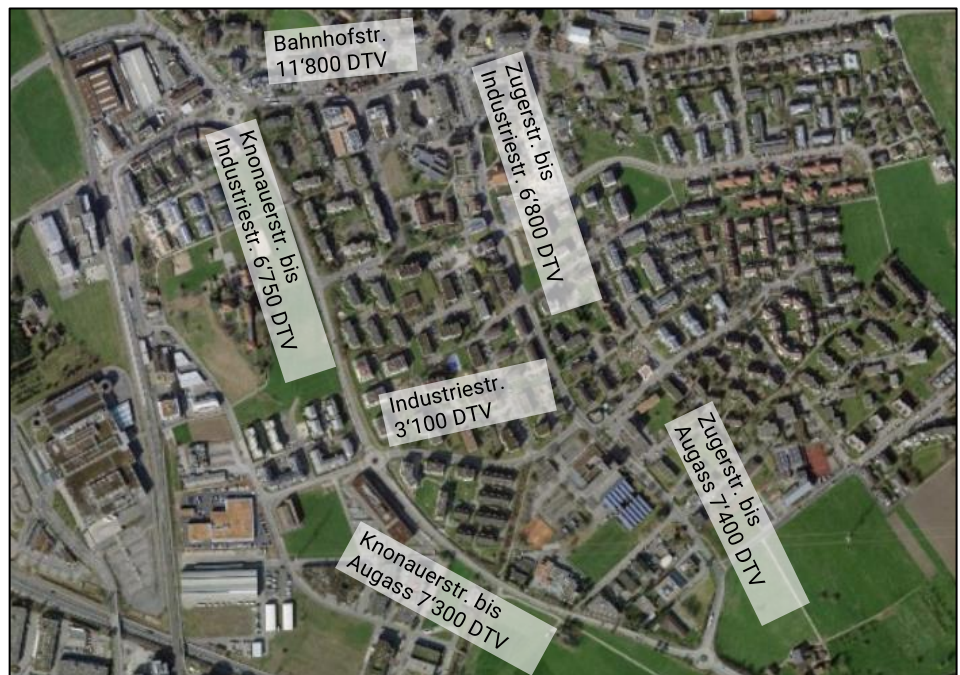 Bahnhofstr.
11‘800 DTV
Zugerstr. bis
Industriestr. 6‘800 DTV
Knonauerstr. bis
Industriestr. 6‘750 DTV
Industriestr.
3‘100 DTV
Zugerstr. bis
Augass 7‘400 DTV
Knonauerstr. bis
Augass 7‘300 DTV